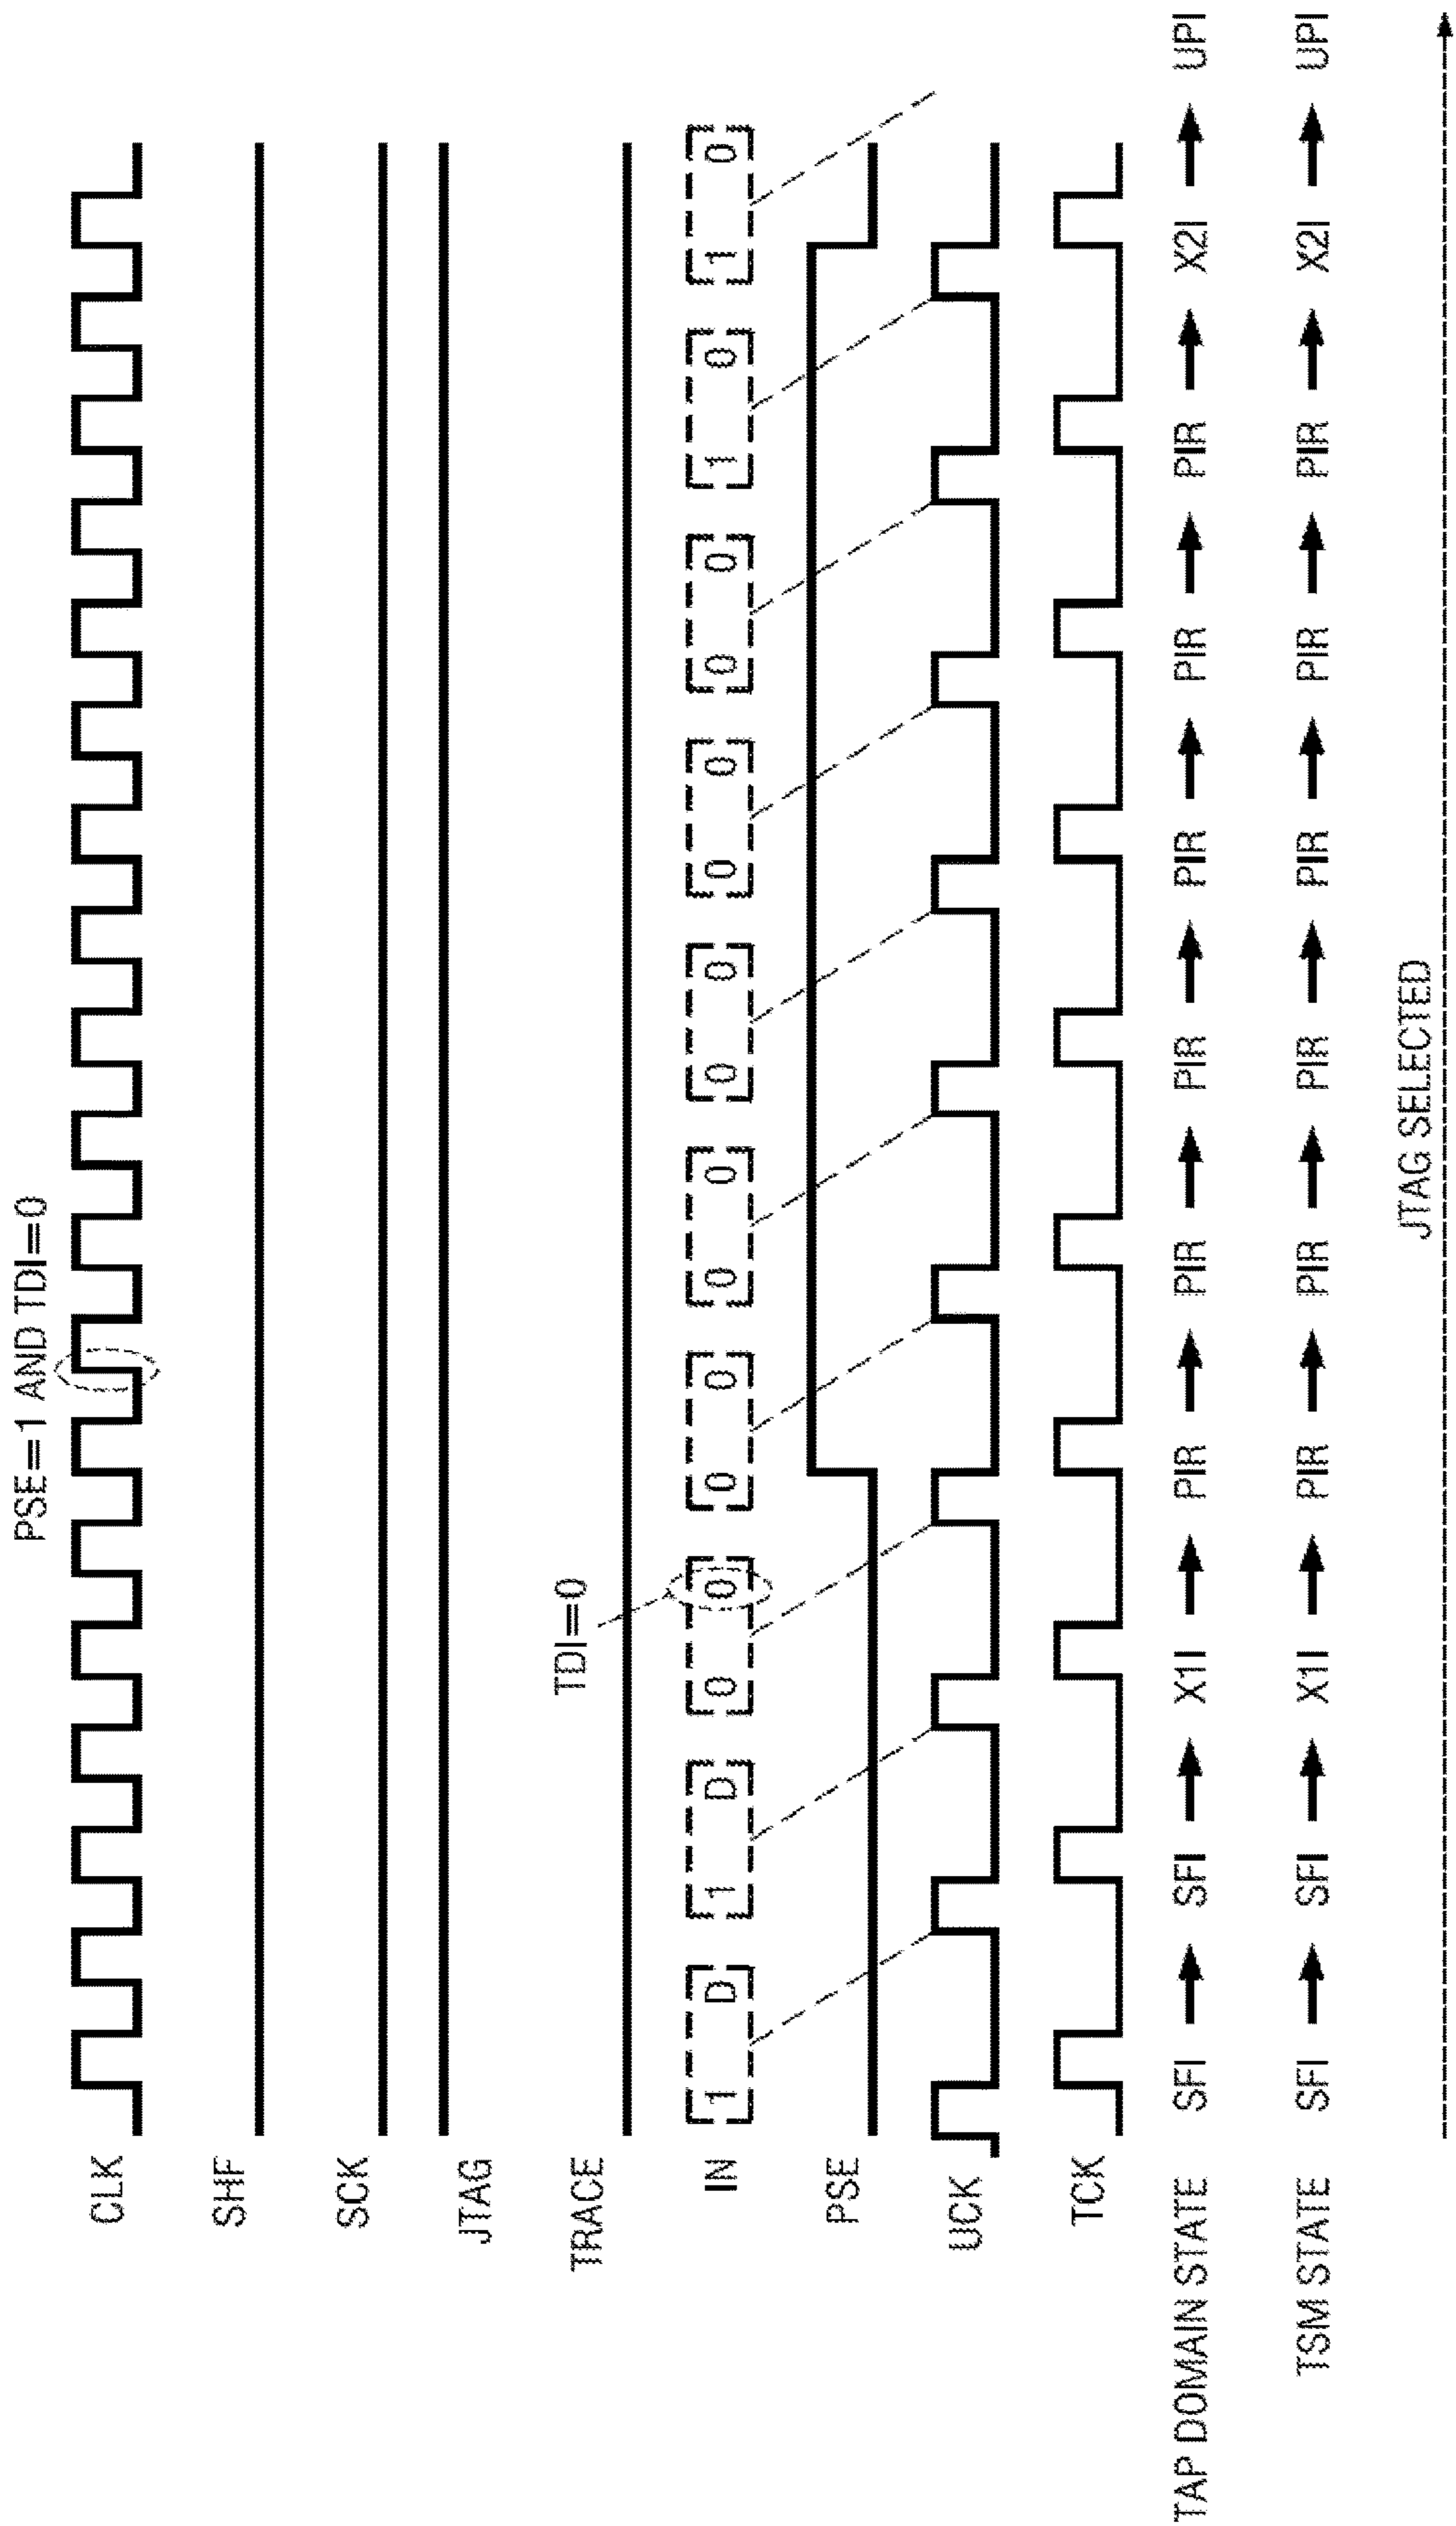 PSE=1 AND TDI=0
CLK
SHF
SCK
JTAG
TDI=0
TRACE
IN 1 D 1 D 0 0 0 0 0 0 0 0 0 0 0 0 1 0 1 0
PSE
UCK
TCK
TAP DOMAIN STATE SFI SFI X1I PIR PIR PIR PIR PIR PIR X2I UPI
TSM STATE SFI SFI X1I PIR PIR PIR PIR PIR PIR X2I UPI
JTAG SELECTED